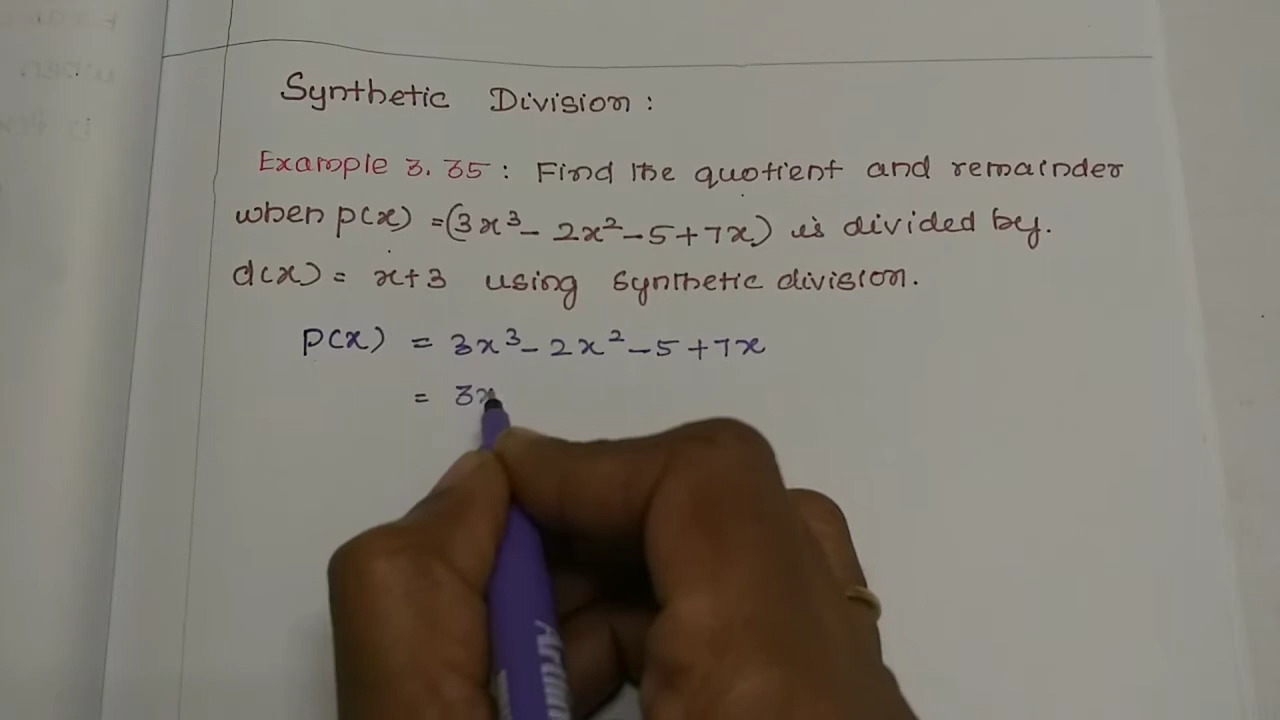 Synthetic Division:
Example 3.35: Find the quotient and remainder
when p(x) =(3x³- 2x²-5+7x) is divided by.
d(x)= x+3 using synthetic division.
P(x) = 3x³-2x²-5+7x
= 3x